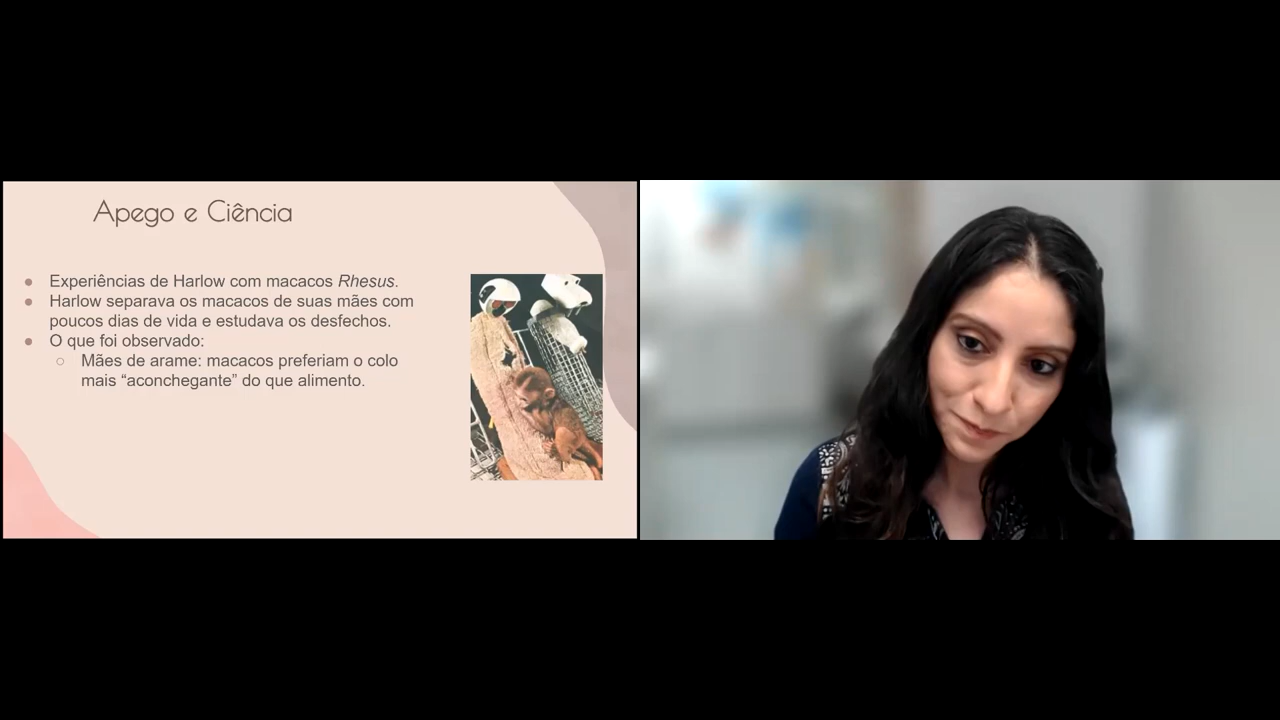 Apego e Ciência
● Experiências de Harlow com macacos Rhesus.
● Harlow separava os macacos de suas mães com
poucos dias de vida e estudava os desfechos.
● O que foi observado:
○ Mães de arame: macacos preferiam o colo
mais “aconchegante” do que alimento.